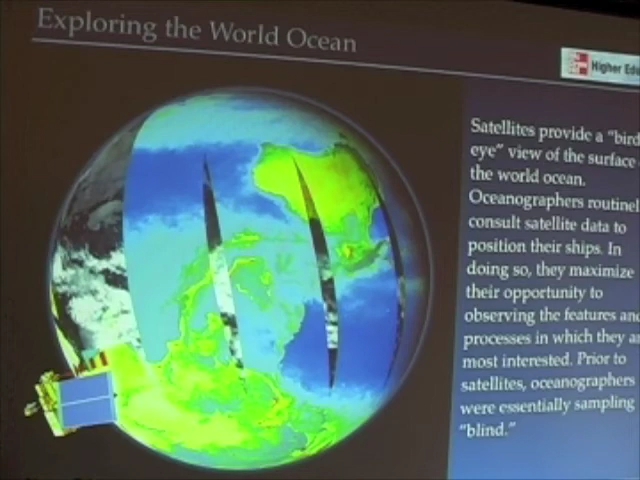 Exploring the World Ocean
Higher Edu
Satellites provide a “bird
eye” view of the surface
the world ocean.
Oceanographers routinel
consult satellite data to
position their ships. In
doing so, they maximize
their opportunity to
observing the features and
processes in which they a
most interested. Prior to
satellites, oceanographers
were essentially sampling
“blind.”